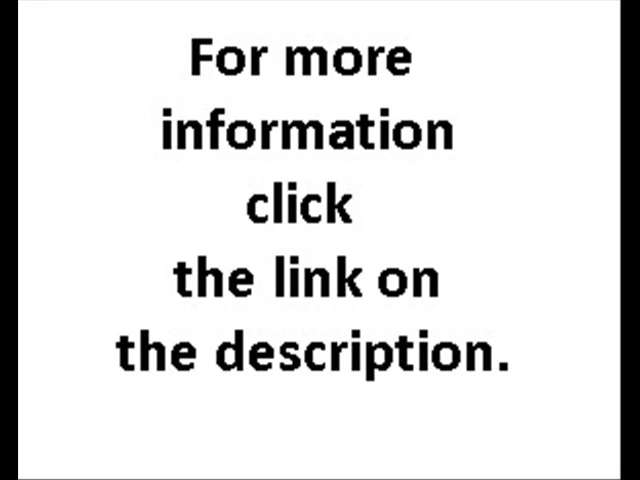 For more
information
click
the link on
the description.